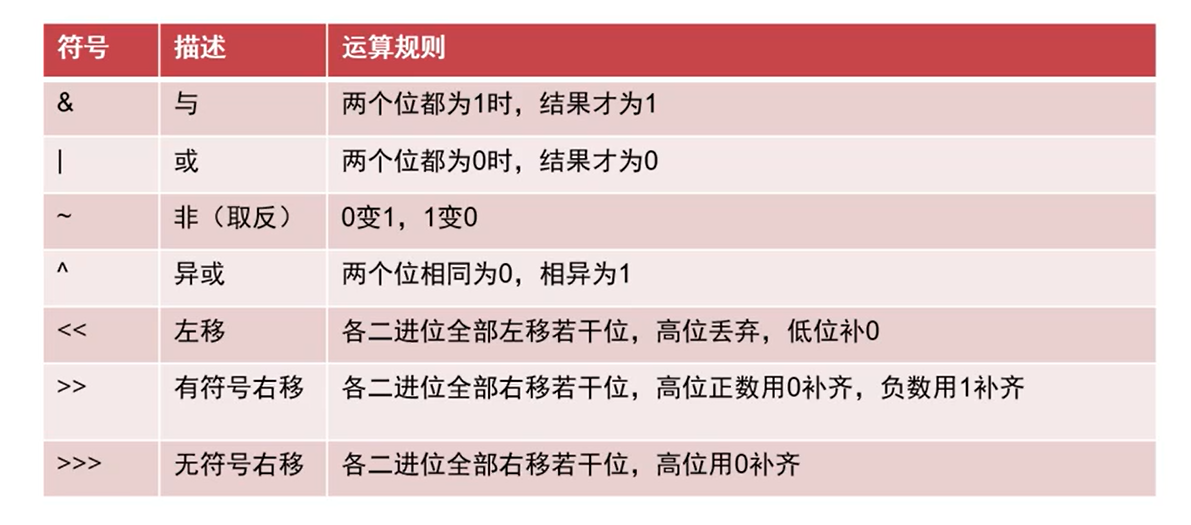 符号 描述 运算规则
& 与 两个位都为1时，结果才为1
| 或 两个位都为0时，结果才为0
~ 非（取反） 0变1，1变0
^ 异或 两个位相同为0，相异为1
<< 左移 各二进位全部左移若干位，高位丢弃，低位补0
>> 有符号右移 各二进位全部右移若干位，高位正数用0补齐，负数用1补齐
>>> 无符号右移 各二进位全部右移若干位，高位用0补齐